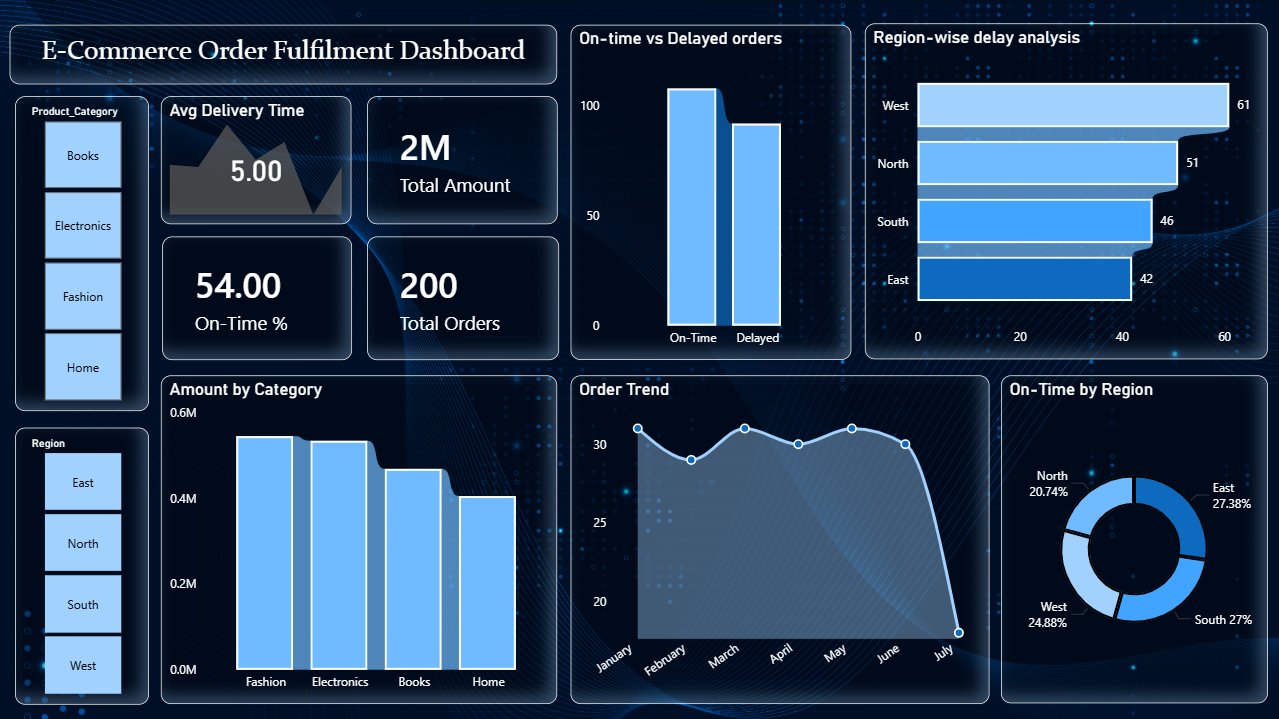 E-Commerce Order Fulfilment Dashboard
Product_Category
Books
Electronics
Fashion
Home
Region
East
North
South
West
Avg Delivery Time
5.00
2M
Total Amount
54.00
On-Time %
200
Total Orders
On-time vs Delayed orders
100
50
0
On-Time Delayed
Region-wise delay analysis
West 61
North 51
South 46
East 42
0 20 40 60
Amount by Category
0.6M
0.4M
0.2M
0.0M
Fashion Electronics Books Home
Order Trend
30
25
20
January February March April May June July
On-Time by Region
North
20.74%
East
27.38%
West
24.88%
South 27%